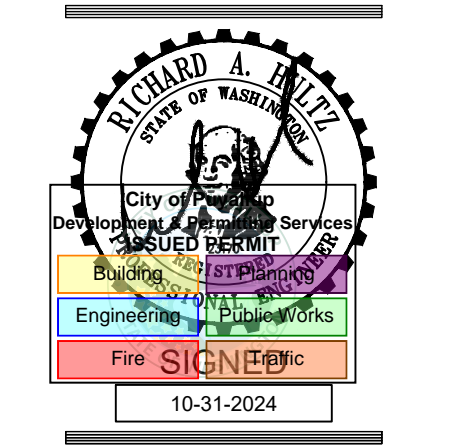 RICHARD A. HULTZ
STATE OF WASHINGTON
City of Puyallup
Development & Permitting Services
ISSUED PERMIT
REGISTERED
Building Planning
PROFESSIONAL ENGINEER
Engineering Public Works
Fire Traffic
SIGNED
10-31-2024